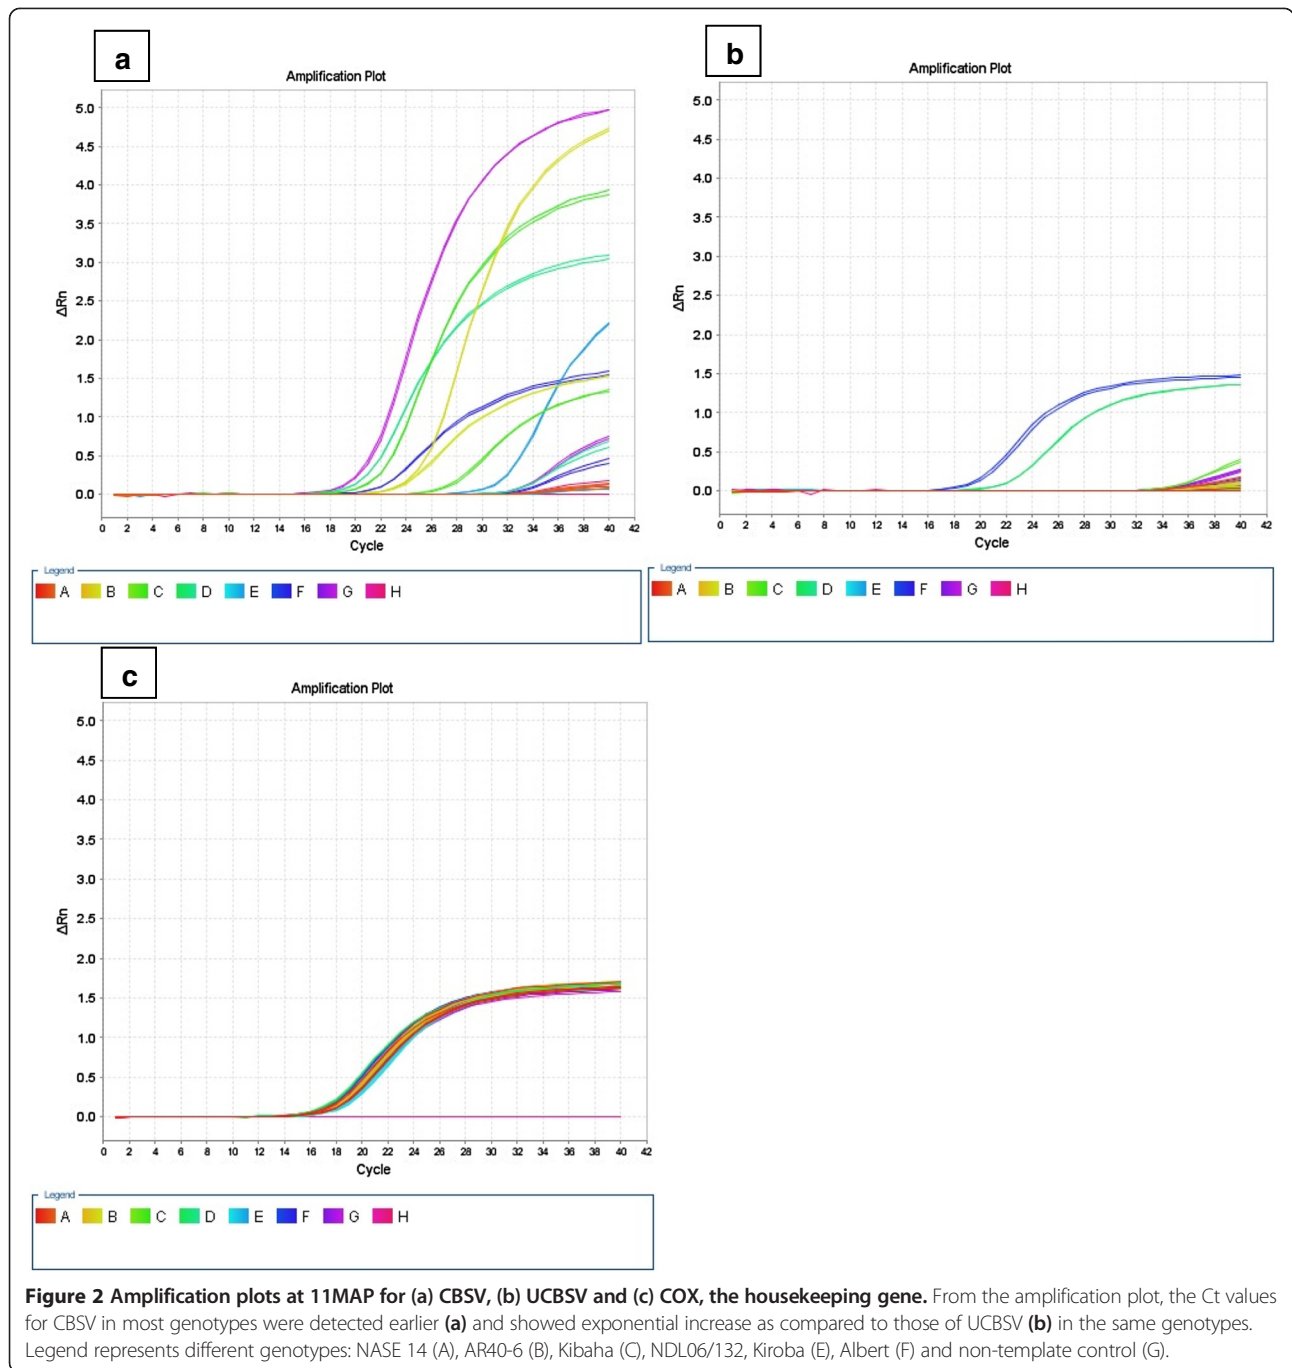 a
Amplification Plot
5.0
4.5
4.0
3.5
3.0
2.5
2.0
1.5
1.0
0.5
0.0
ΔRn
0 2 4 6 8 10 12 14 16 18 20 22 24 26 28 30 32 34 36 38 40 42
Cycle
Legend
A B C D E F G H
b
Amplification Plot
5.0
4.5
4.0
3.5
3.0
2.5
2.0
1.5
1.0
0.5
0.0
ΔRn
0 2 4 6 8 10 12 14 16 18 20 22 24 26 28 30 32 34 36 38 40 42
Cycle
Legend
A B C D E F G H
c
Amplification Plot
5.0
4.5
4.0
3.5
3.0
2.5
2.0
1.5
1.0
0.5
0.0
ΔRn
0 2 4 6 8 10 12 14 16 18 20 22 24 26 28 30 32 34 36 38 40 42
Cycle
Legend
A B C D E F G H
Figure 2 Amplification plots at 11MAP for (a) CBSV, (b) UCBSV and (c) COX, the housekeeping gene. From the amplification plot, the Ct values
for CBSV in most genotypes were detected earlier (a) and showed exponential increase as compared to those of UCBSV (b) in the same genotypes.
Legend represents different genotypes: NASE 14 (A), AR40-6 (B), Kibaha (C), NDL06/132, Kiroba (E), Albert (F) and non-template control (G).